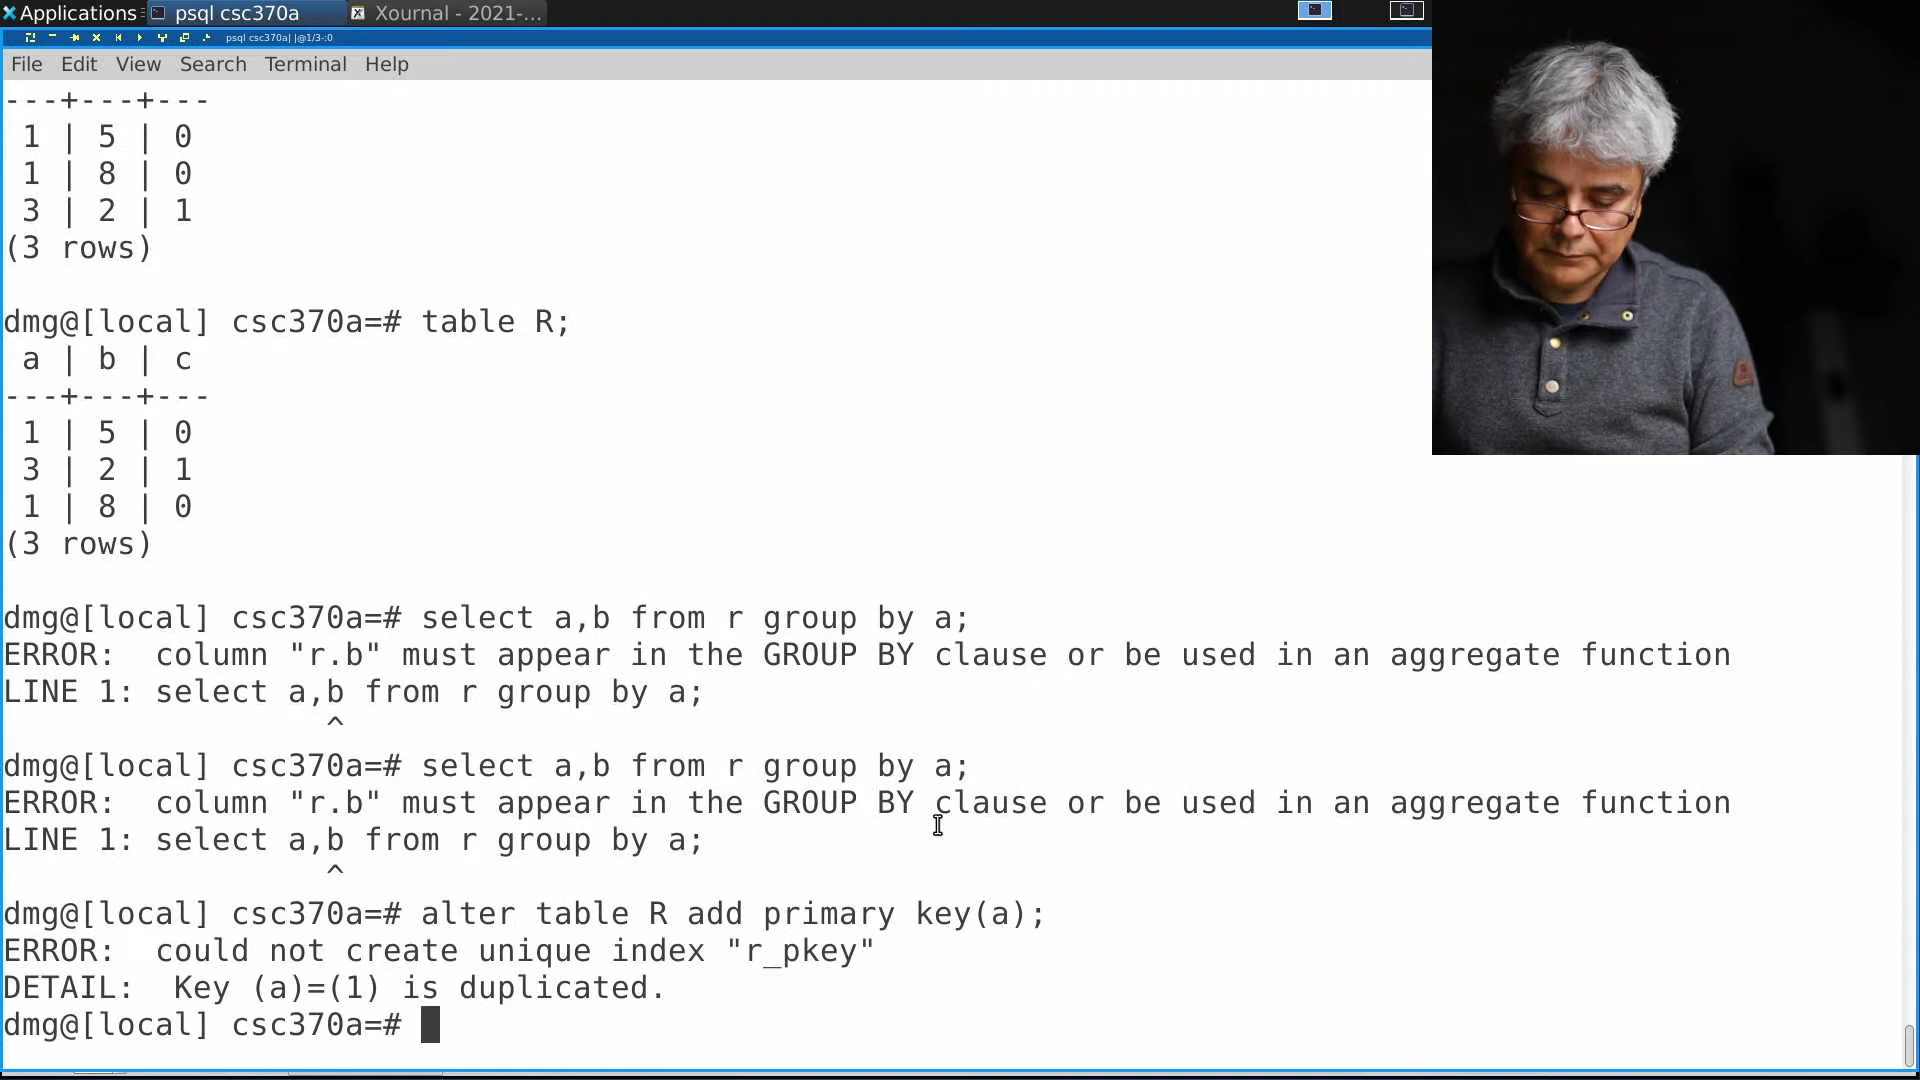 Applications psql csc370a Xournal - 2021-...
psql csc370a| |@1/3-:0
File Edit View Search Terminal Help
---+---+---
1 | 5 | 0
1 | 8 | 0
3 | 2 | 1
(3 rows)
dmg@[local] csc370a=# table R;
a | b | c
---+---+---
1 | 5 | 0
3 | 2 | 1
1 | 8 | 0
(3 rows)
dmg@[local] csc370a=# select a,b from r group by a;
ERROR:  column "r.b" must appear in the GROUP BY clause or be used in an aggregate function
LINE 1: select a,b from r group by a;
^
dmg@[local] csc370a=# select a,b from r group by a;
ERROR:  column "r.b" must appear in the GROUP BY clause or be used in an aggregate function
LINE 1: select a,b from r group by a;
^
dmg@[local] csc370a=# alter table R add primary key(a);
ERROR:  could not create unique index "r_pkey"
DETAIL:  Key (a)=(1) is duplicated.
dmg@[local] csc370a=#